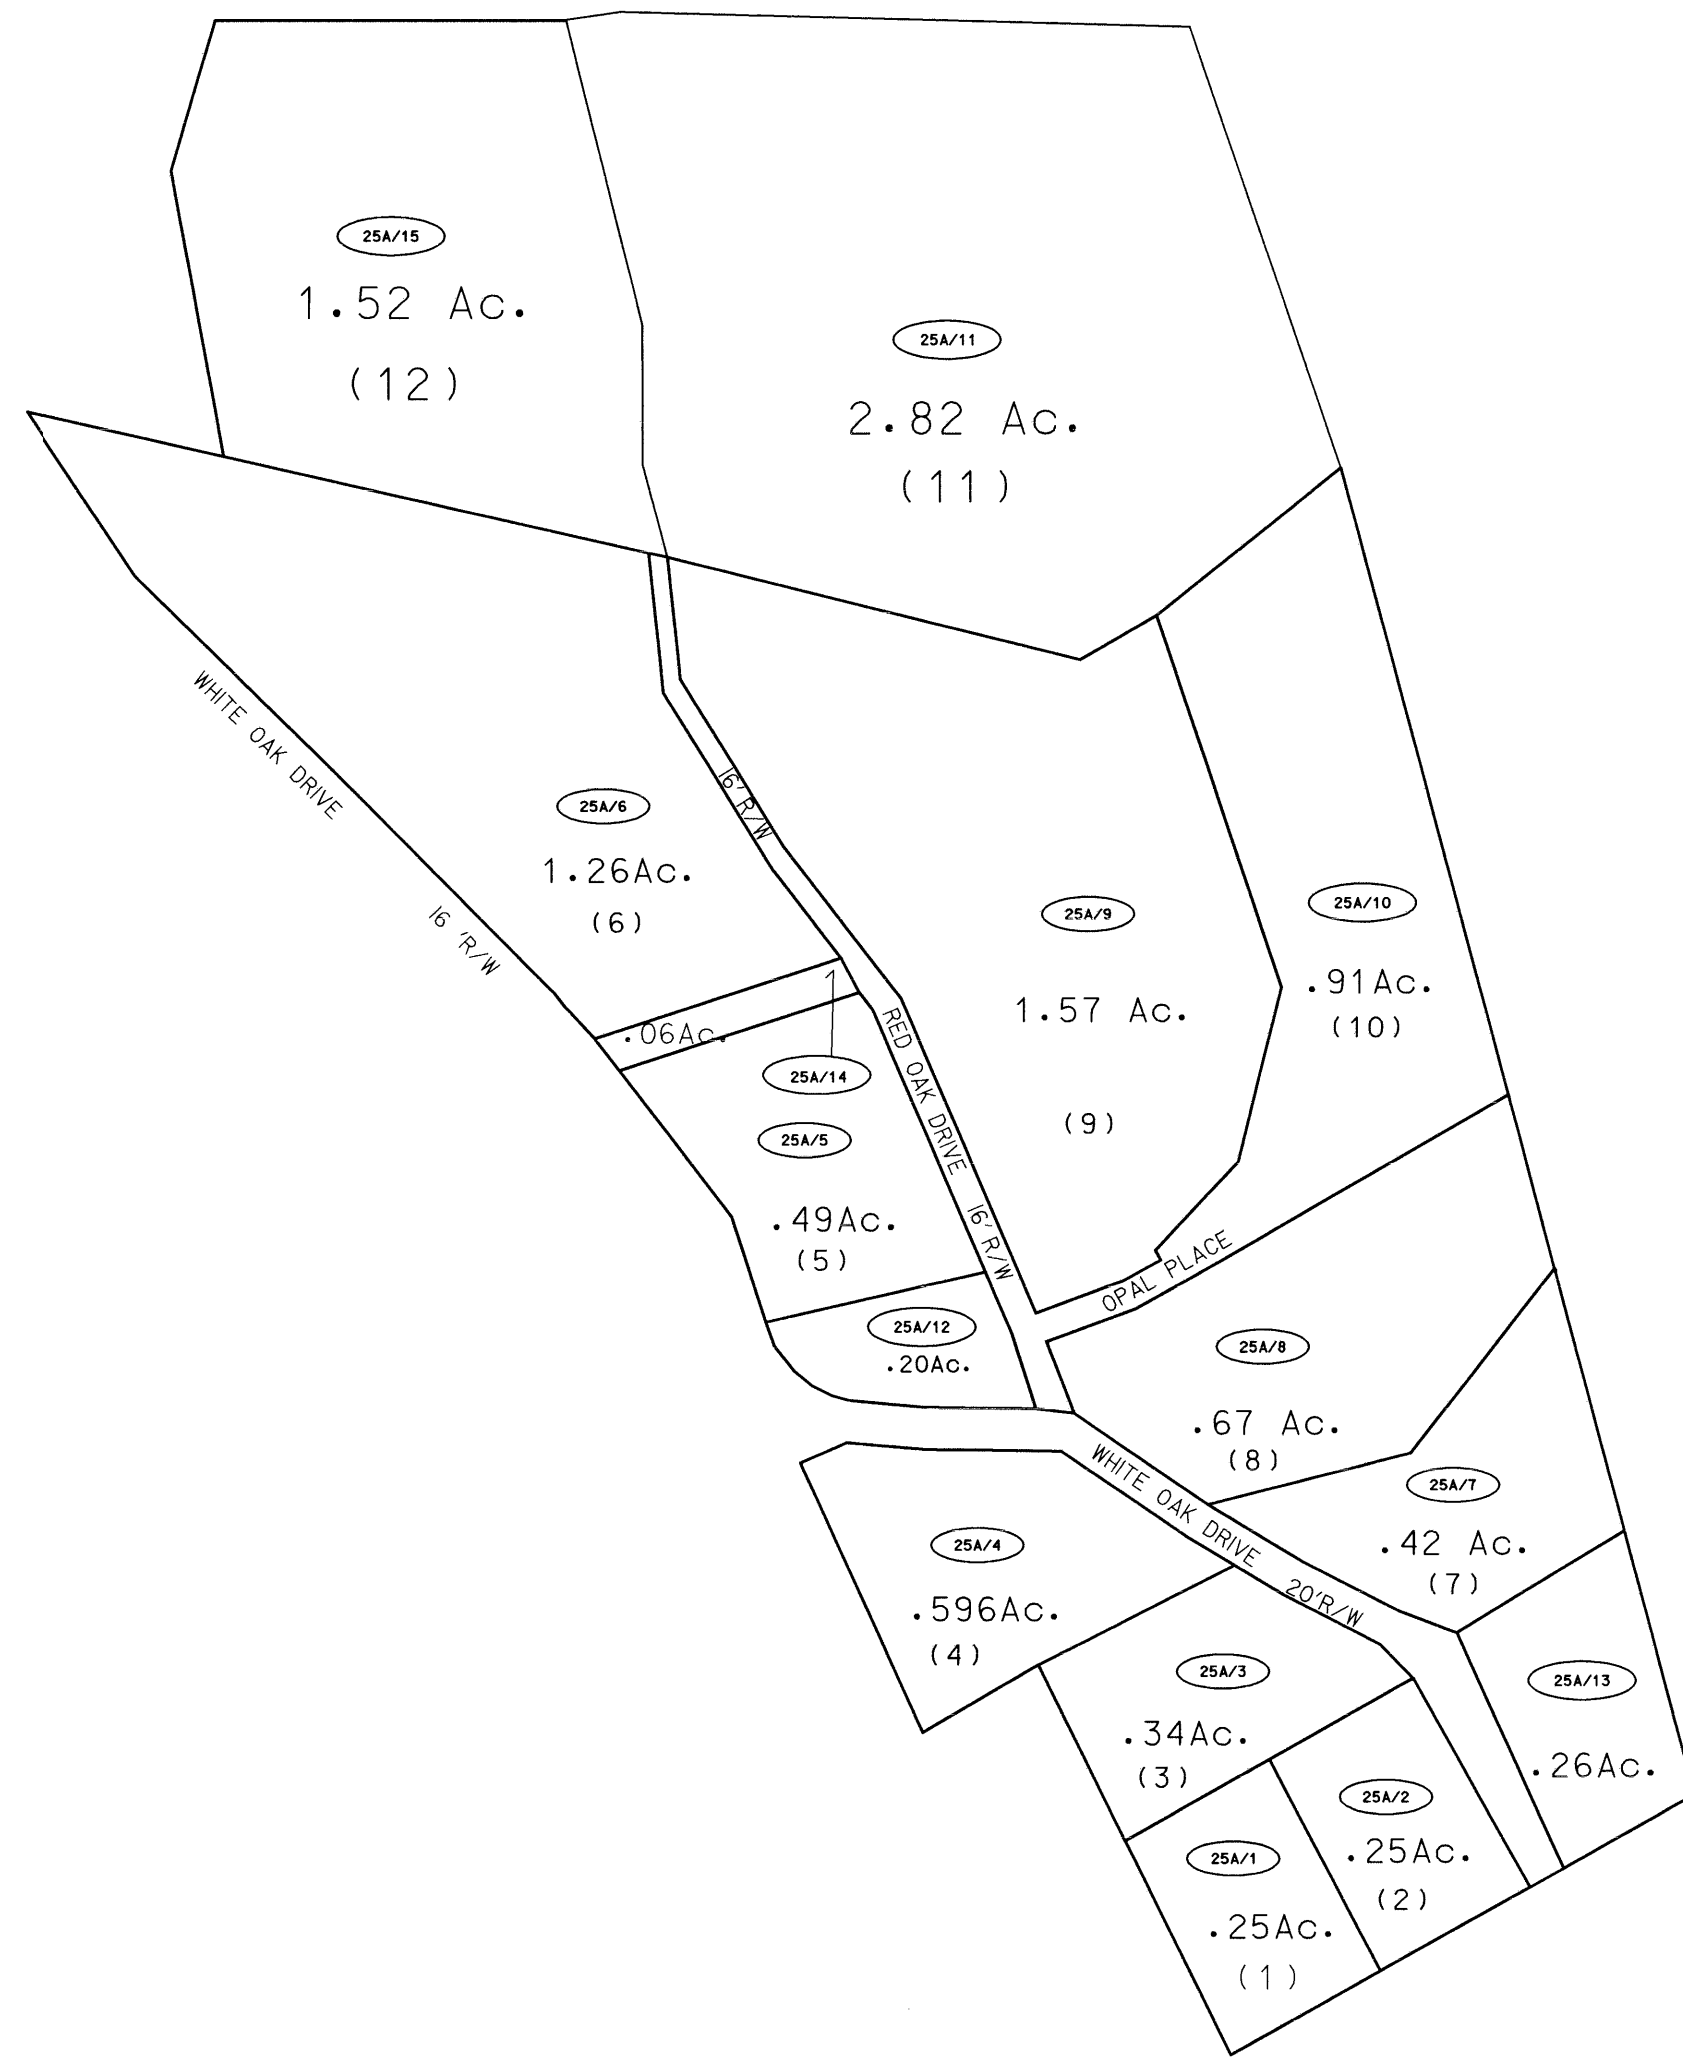 25A/15
1.52 Ac.
(12)
25A/11
2.82 Ac.
(11)
WHITE OAK DRIVE
16 'R/W
25A/6
1.26Ac.
(6)
16' R/W
25A/9
1.57 Ac.
(9)
25A/10
.91Ac.
(10)
.06Ac.
25A/14
RED OAK DRIVE 16' R/W
25A/5
.49Ac.
(5)
OPAL PLACE
25A/12
.20Ac.
25A/8
.67 Ac.
(8)
WHITE OAK DRIVE 20'R/W
25A/7
.42 Ac.
(7)
25A/4
.596Ac.
(4)
25A/3
.34Ac.
(3)
25A/13
.26Ac.
25A/2
.25Ac.
(2)
25A/1
.25Ac.
(1)